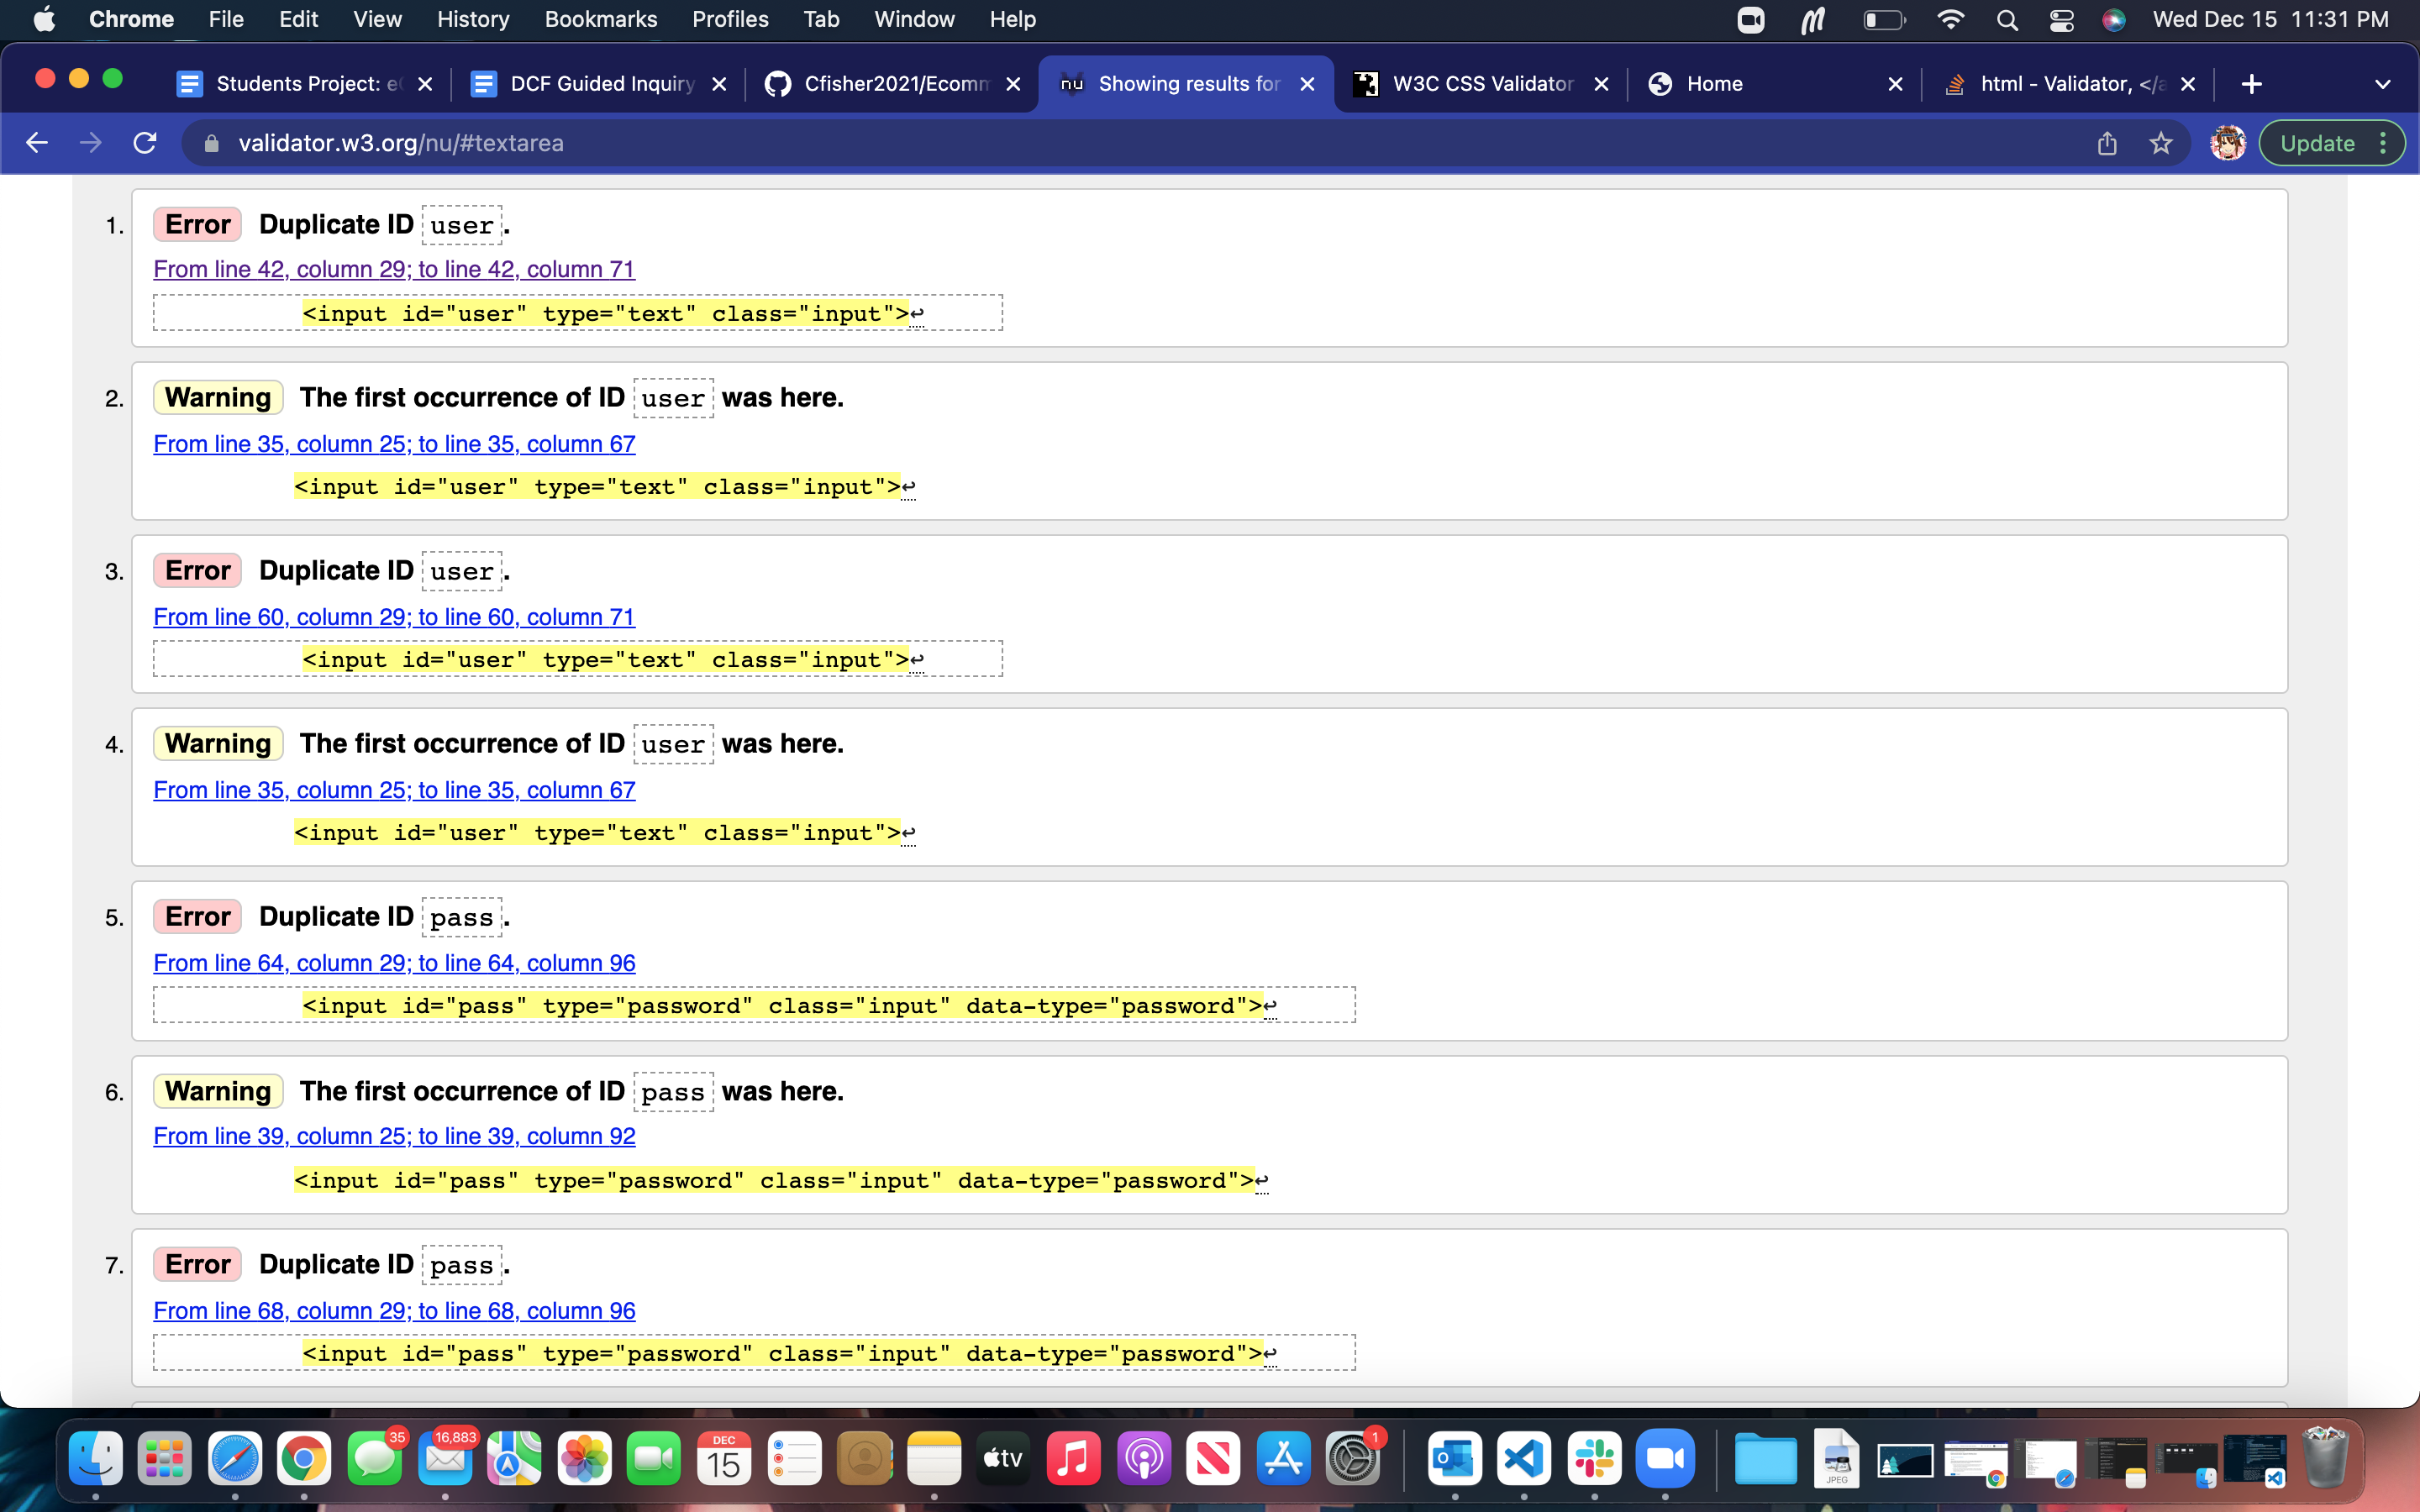 Chrome File Edit View History Bookmarks Profiles Tab Window Help Wed Dec 15 11:31 PM
Students Project: e DCF Guided Inquiry Cfisher2021/Ecomm nu Showing results for W3C CSS Validator Home html - Validator, </a
validator.w3.org/nu/#textarea Update
1. Error Duplicate ID user.
From line 42, column 29; to line 42, column 71
<input id="user" type="text" class="input">↩
2. Warning The first occurrence of ID user was here.
From line 35, column 25; to line 35, column 67
<input id="user" type="text" class="input">↩
3. Error Duplicate ID user.
From line 60, column 29; to line 60, column 71
<input id="user" type="text" class="input">↩
4. Warning The first occurrence of ID user was here.
From line 35, column 25; to line 35, column 67
<input id="user" type="text" class="input">↩
5. Error Duplicate ID pass.
From line 64, column 29; to line 64, column 96
<input id="pass" type="password" class="input" data-type="password">↩
6. Warning The first occurrence of ID pass was here.
From line 39, column 25; to line 39, column 92
<input id="pass" type="password" class="input" data-type="password">↩
7. Error Duplicate ID pass.
From line 68, column 29; to line 68, column 96
<input id="pass" type="password" class="input" data-type="password">↩
35 16,883 DEC 1
15 tv JPEG